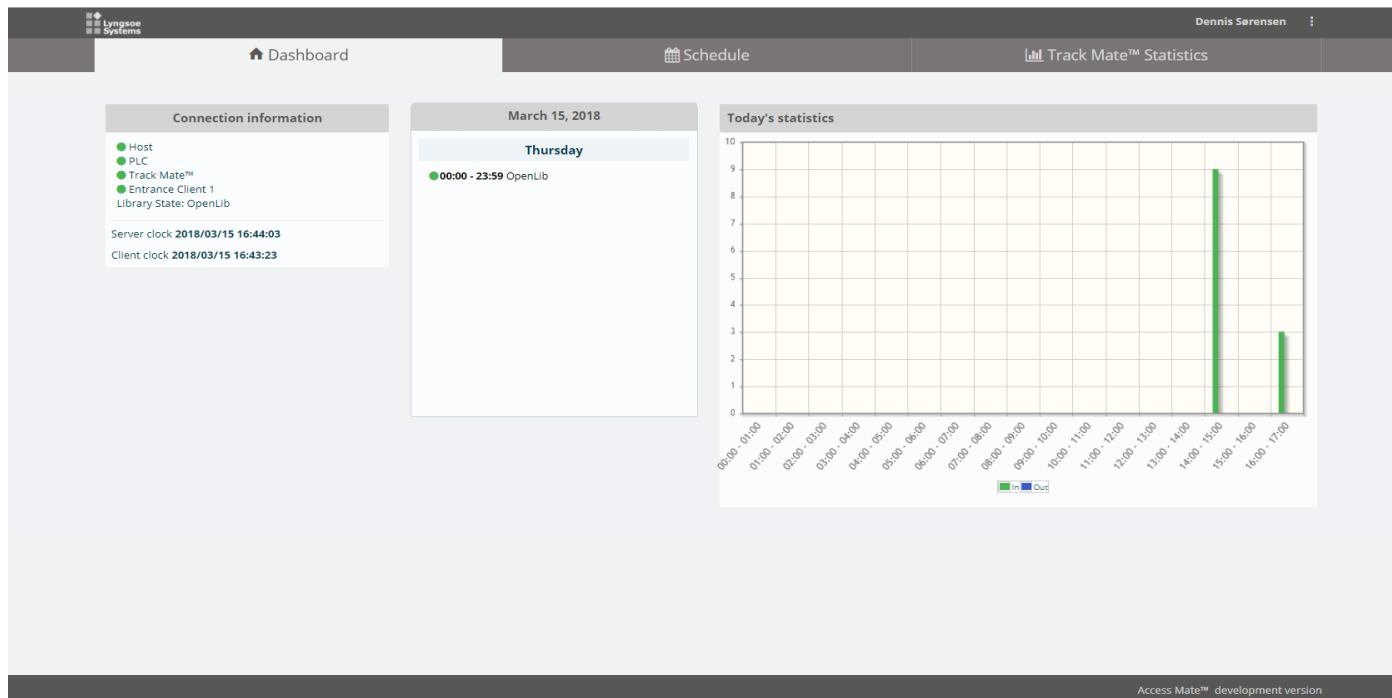 Lyngsoe
Systems
Dennis Sørensen
Dashboard
Schedule
Track Mate™ Statistics
Connection information
Host
PLC
Track Mate™
Entrance Client 1
Library State: OpenLib
Server clock 2018/03/15 16:44:03
Client clock 2018/03/15 16:43:23
March 15, 2018
Thursday
00:00 - 23:59 OpenLib
Today's statistics
10
9
8
7
6
5
4
3
2
1
0
00:00 - 01:00
01:00 - 02:00
02:00 - 03:00
03:00 - 04:00
04:00 - 05:00
05:00 - 06:00
06:00 - 07:00
07:00 - 08:00
08:00 - 09:00
09:00 - 10:00
10:00 - 11:00
11:00 - 12:00
12:00 - 13:00
13:00 - 14:00
14:00 - 15:00
15:00 - 16:00
16:00 - 17:00
In Out
Access Mate™ development version